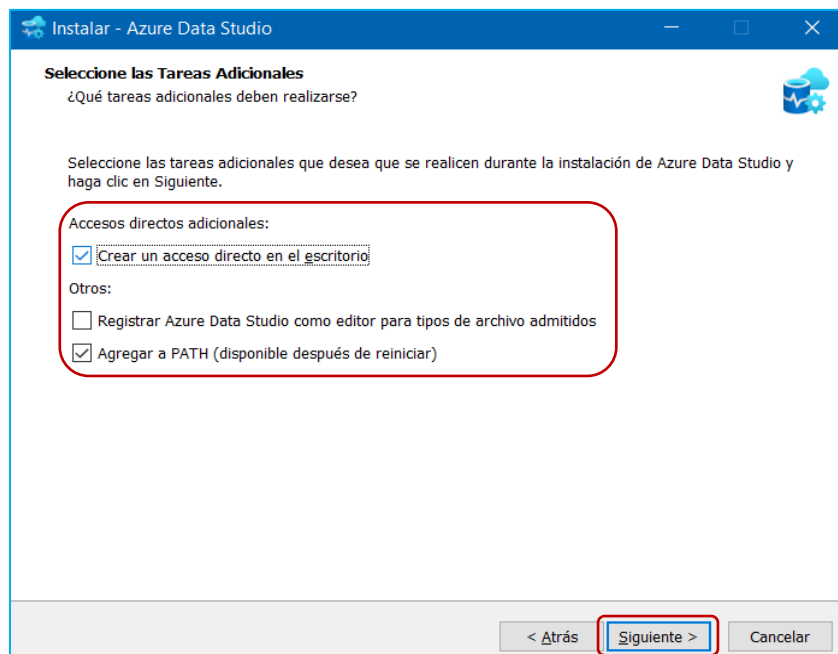 Instalar - Azure Data Studio
Seleccione las Tareas Adicionales
¿Qué tareas adicionales deben realizarse?
Seleccione las tareas adicionales que desea que se realicen durante la instalación de Azure Data Studio y
haga clic en Siguiente.
Accesos directos adicionales:
Crear un acceso directo en el escritorio
Otros:
Registrar Azure Data Studio como editor para tipos de archivo admitidos
Agregar a PATH (disponible después de reiniciar)
< Atrás
Siguiente >
Cancelar